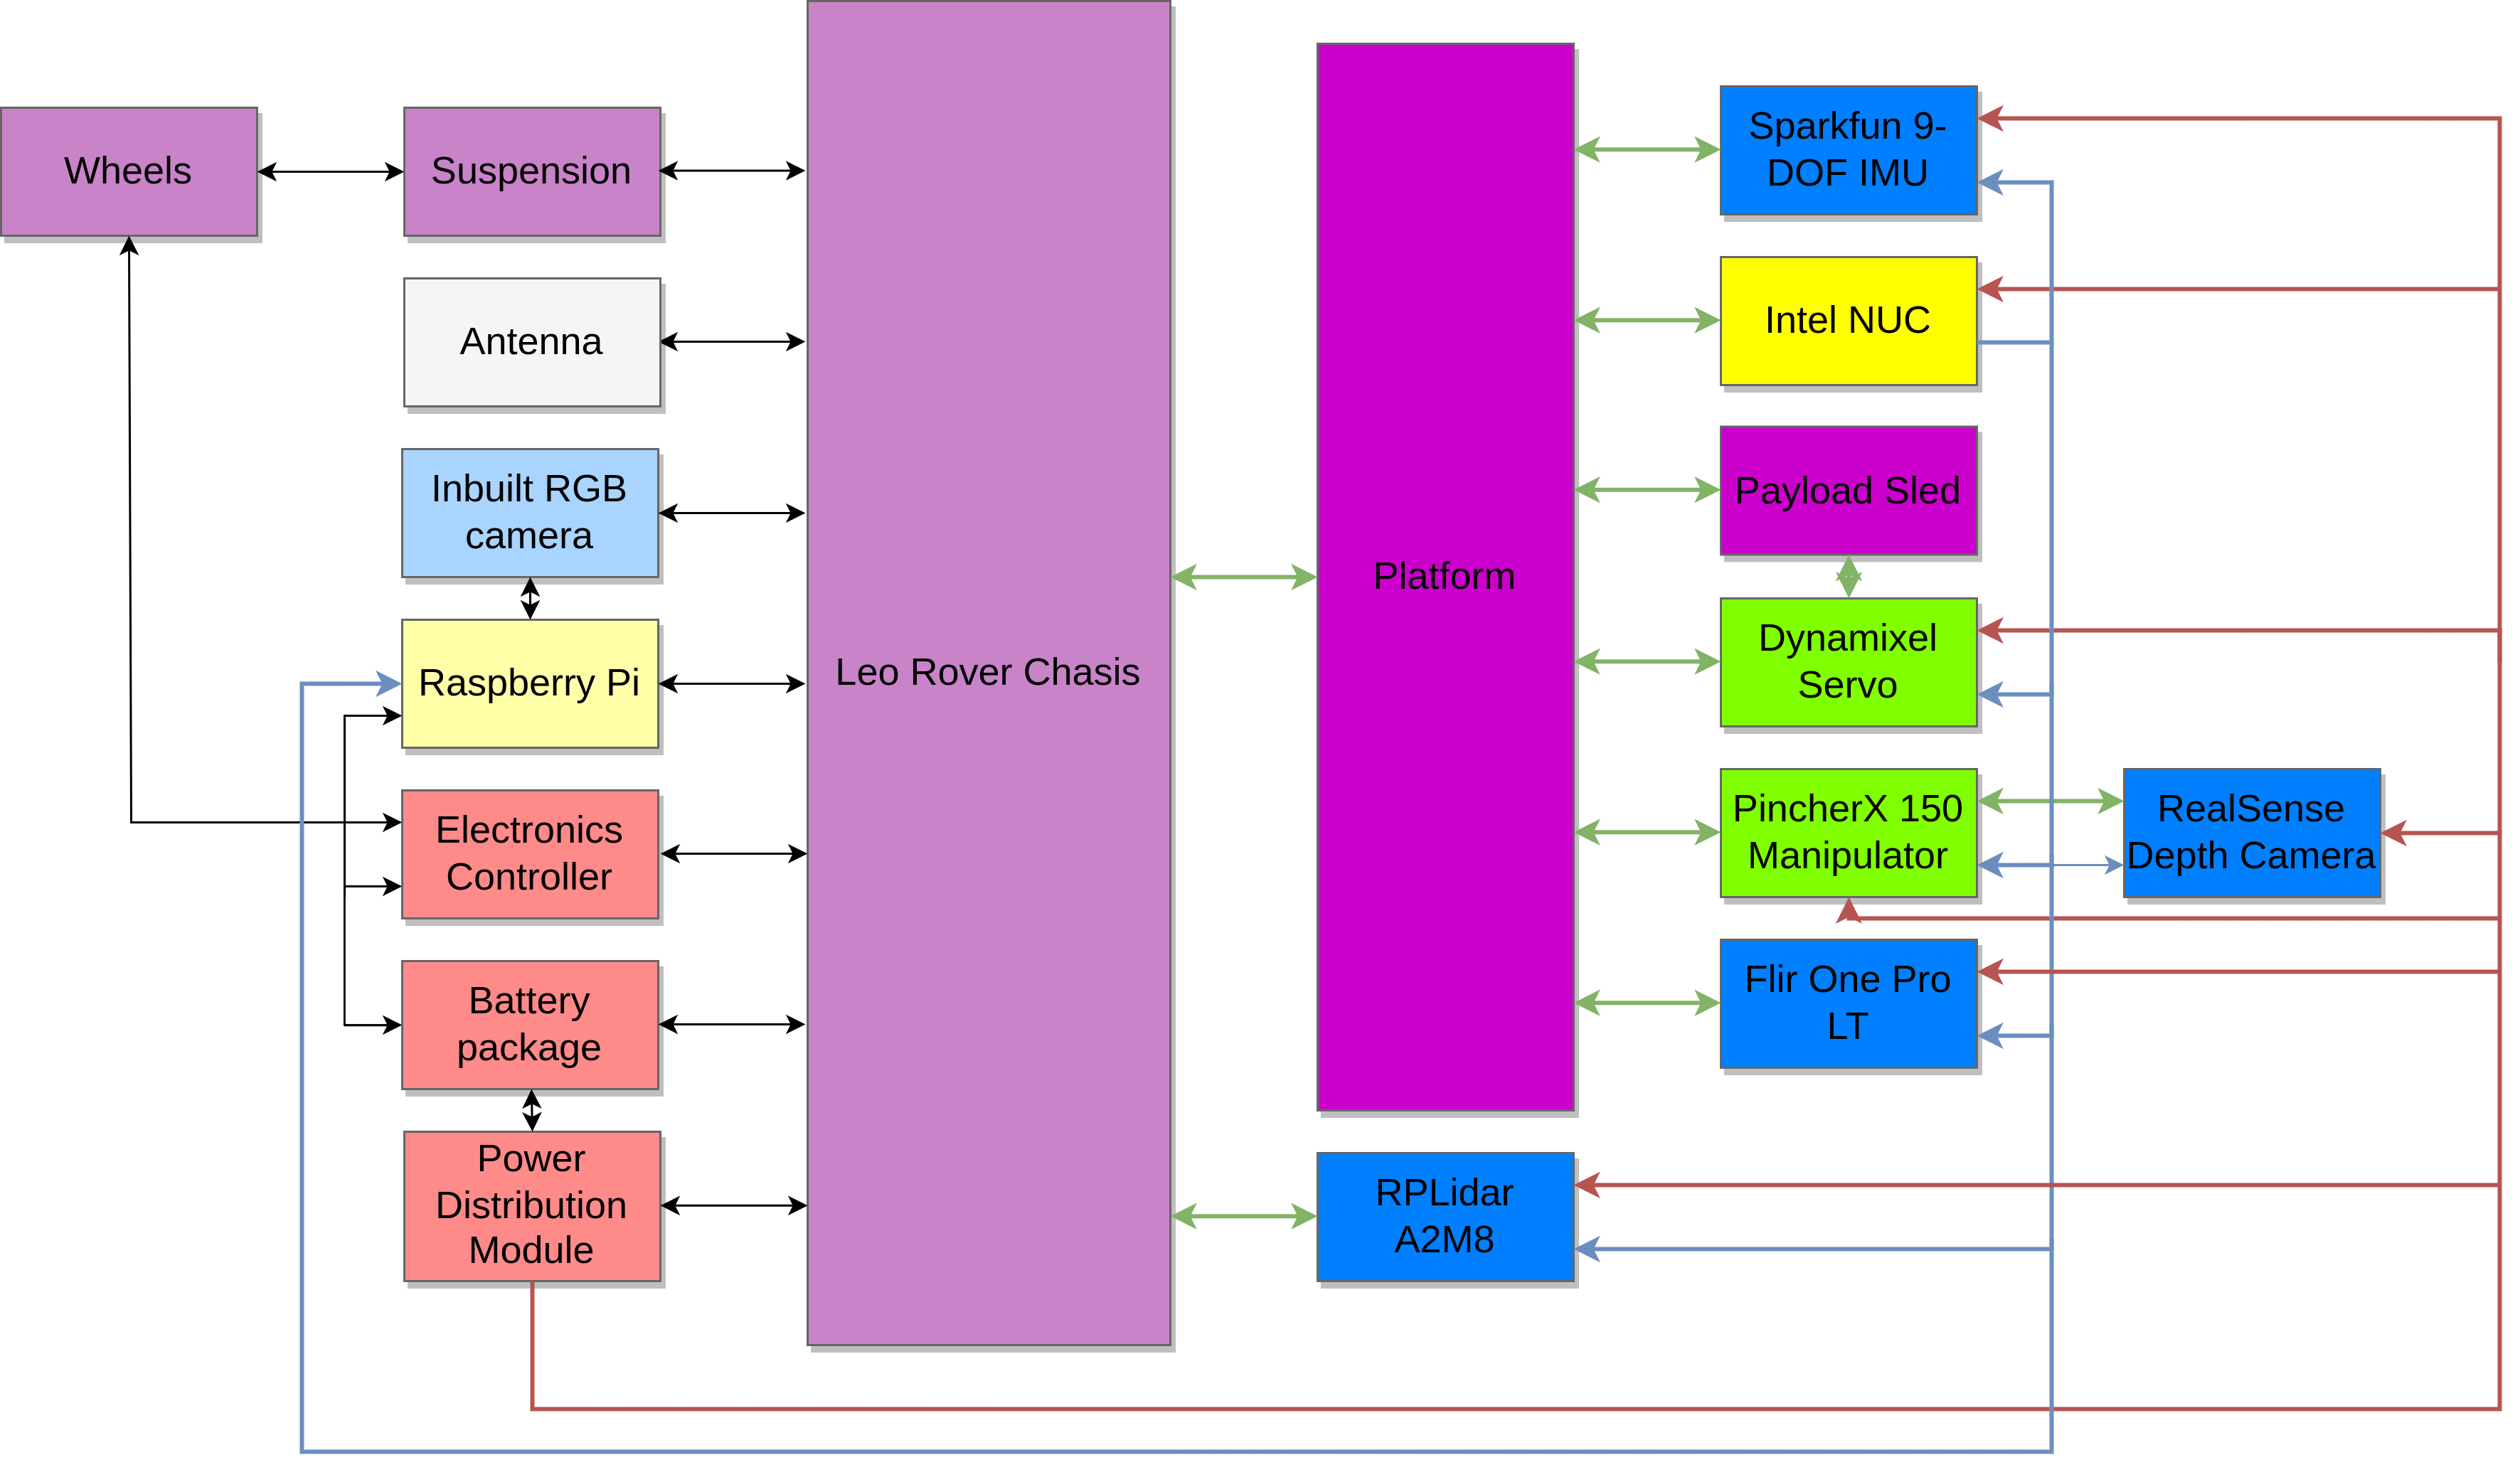 Wheels
Suspension
Antenna
Inbuilt RGB
camera
Raspberry Pi
Electronics
Controller
Battery
package
Power
Distribution
Module
Leo Rover Chasis
Platform
RPLidar
A2M8
Sparkfun 9-
DOF IMU
Intel NUC
Payload Sled
Dynamixel
Servo
PincherX 150
Manipulator
Flir One Pro
LT
RealSense
Depth Camera